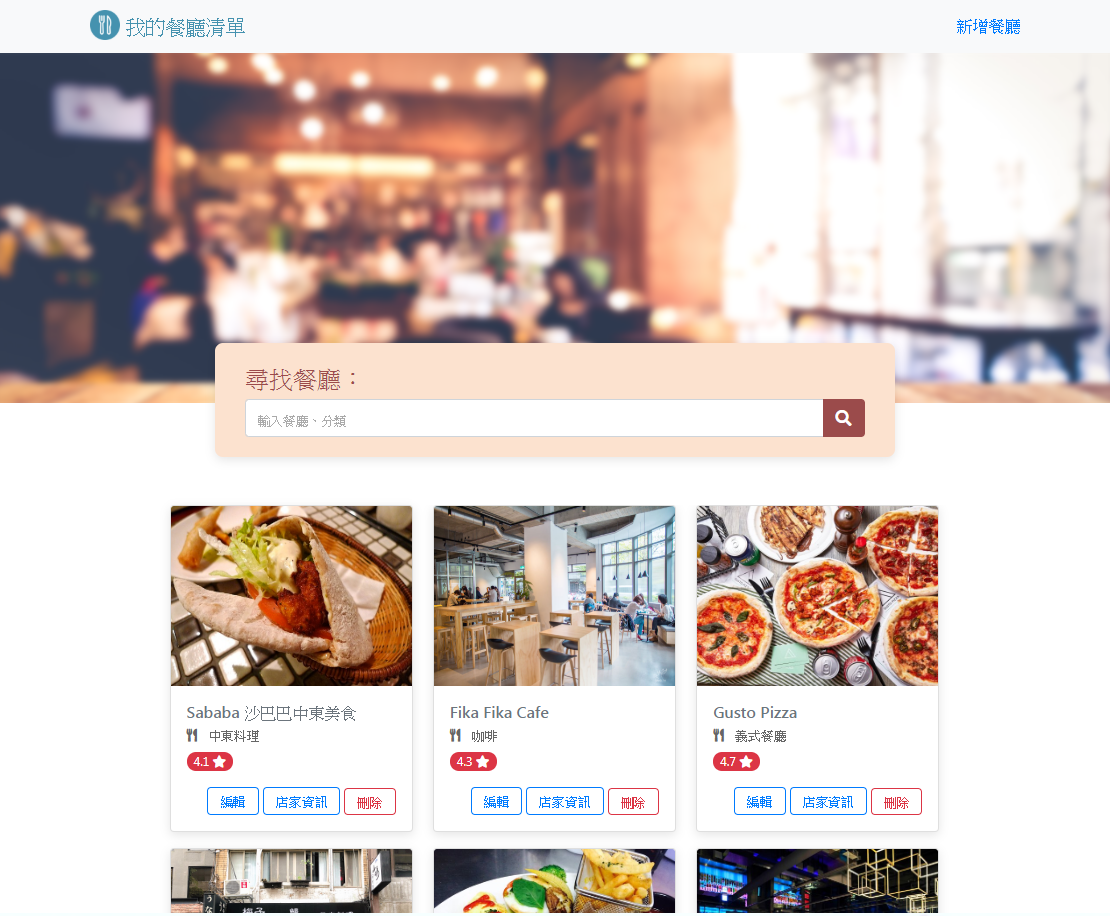 我的餐廳清單
新增餐廳
尋找餐廳：
輸入餐廳、分類
Sababa 沙巴巴中東美食
中東料理
4.1
編輯 店家資訊 刪除
Fika Fika Cafe
咖啡
4.3
編輯 店家資訊 刪除
Gusto Pizza
義式餐廳
4.7
編輯 店家資訊 刪除